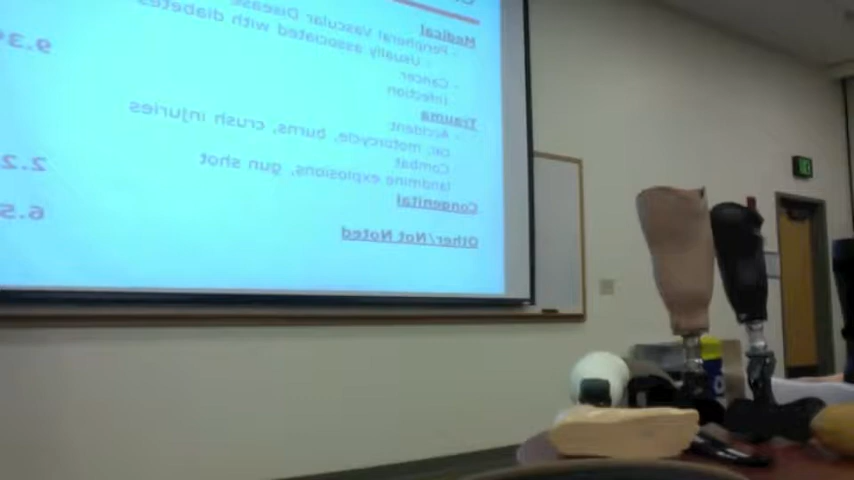 Medical
- Peripheral Vascular Disease
- Usually associated with diabetes
- Cancer
Infection
Trauma
- Accident
car, motorcycle, burns, crush injuries
Combat
landmine explosions, gun shot
Congenital
Other/Not Noted